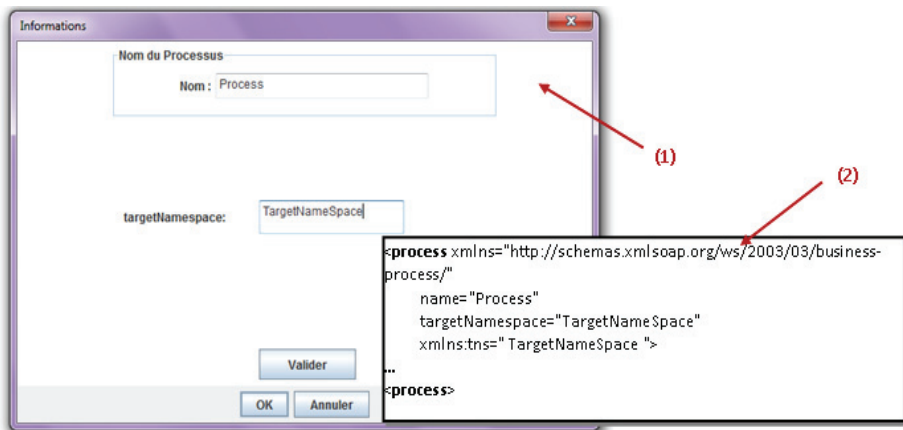 Informations
x
Nom du Processus
Nom : Process
(1)
(2)
targetNamespace: TargetNameSpace
<process xmlns="http://schemas.xmlsoap.org/ws/2003/03/business-
process/"
name="Process"
targetNamespace="TargetNameSpace"
xmlns:tns=" TargetNameSpace ">
...
<process>
Valider
OK Annuler